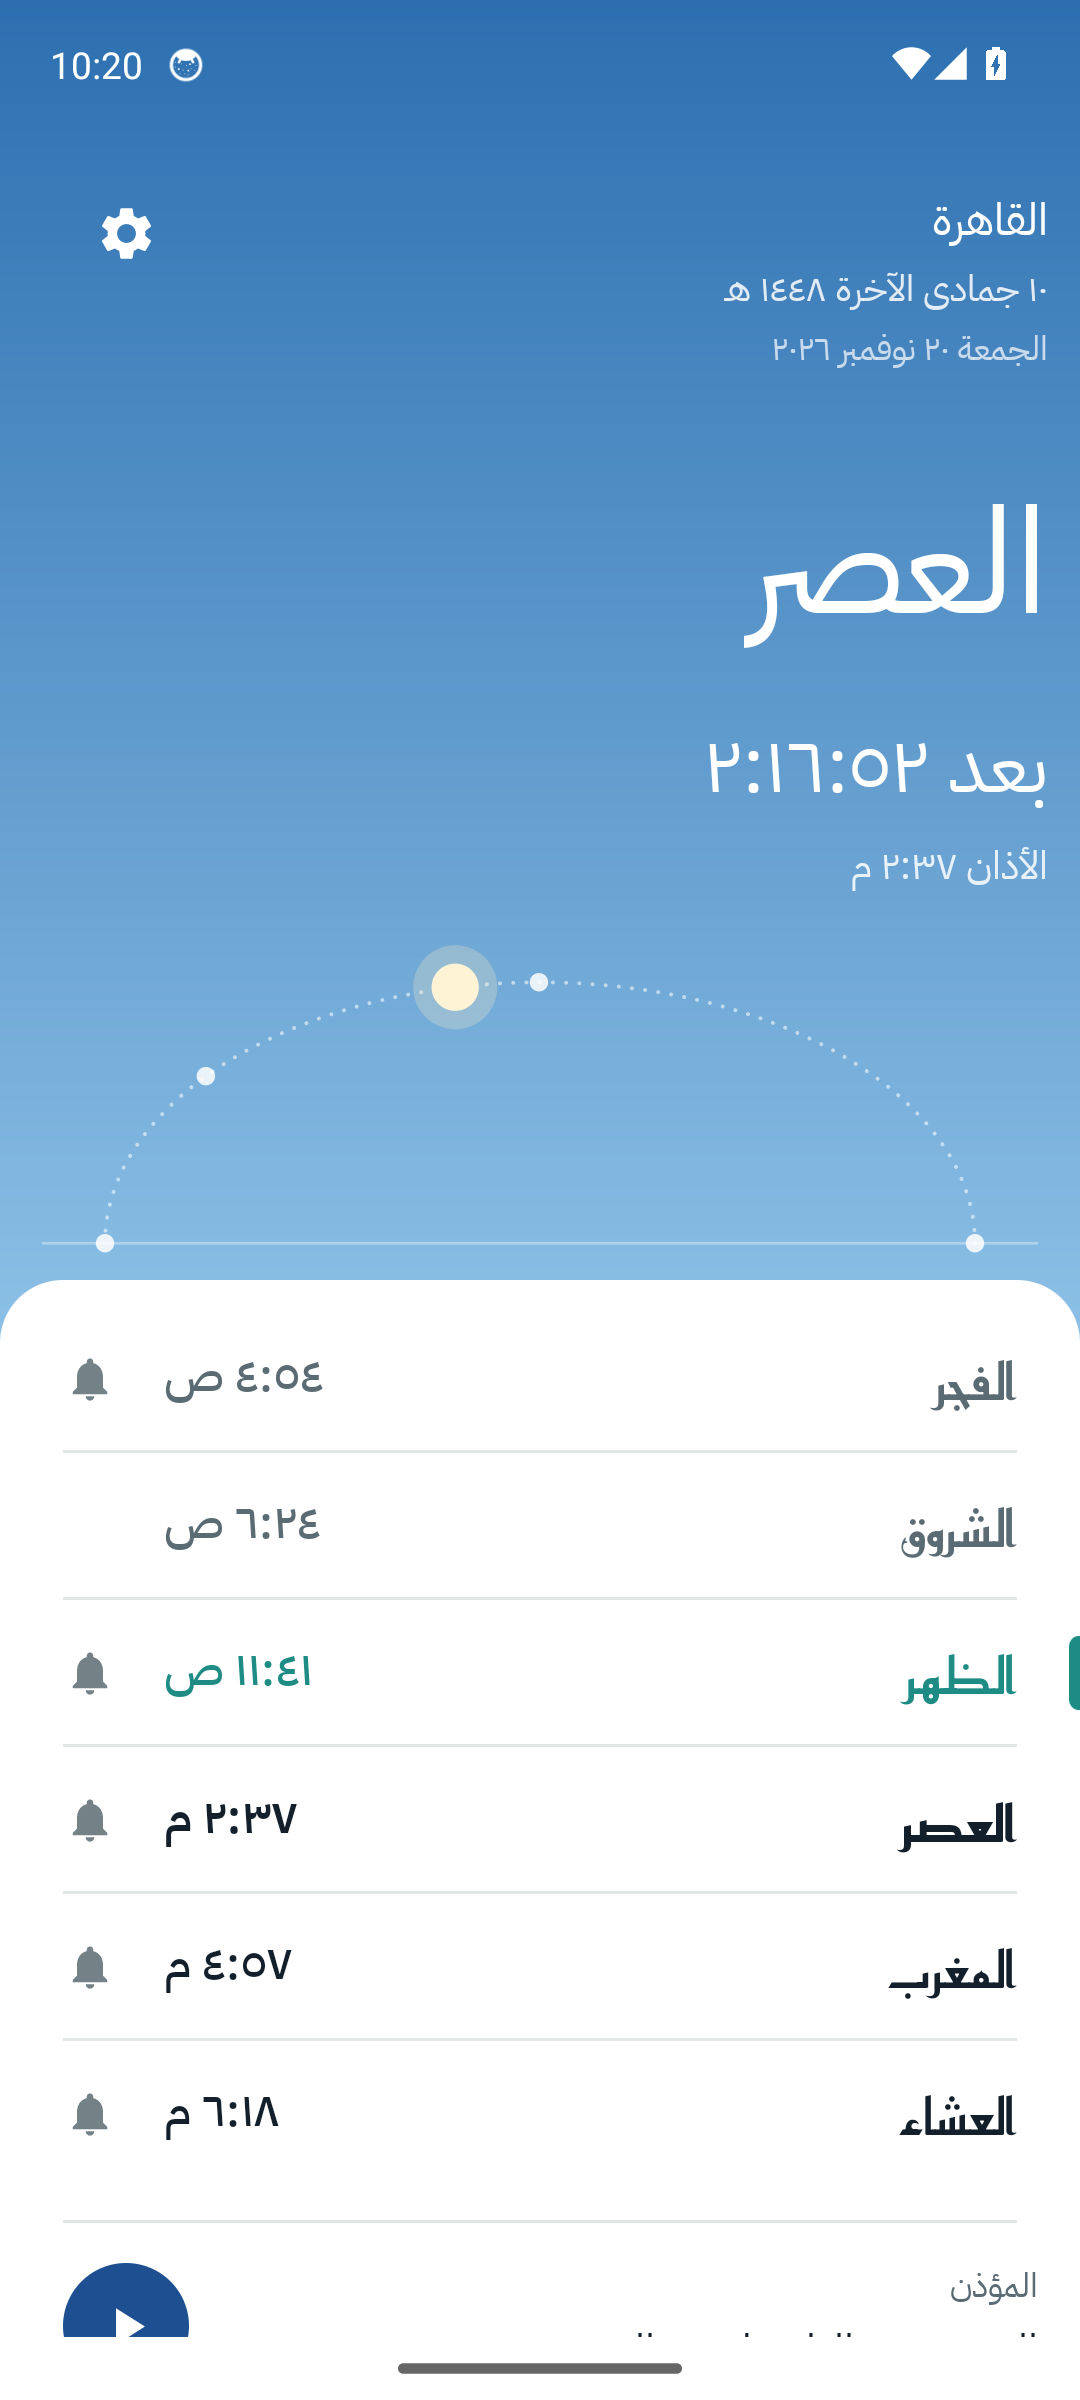 10:20
القاهرة
١٠ جمادى الآخرة ١٤٤٨ هـ
الجمعة ٢٠ نوفمبر ٢٠٢٦
العصر
بعد ٢:١٦:٥٢
الأذان ٢:٣٧ م
الفجر ٤:٥٤ ص
الشروق ٦:٢٤ ص
الظهر ١١:٤١ ص
العصر ٢:٣٧ م
المغرب ٤:٥٧ م
العشاء ٦:١٨ م
المؤذن